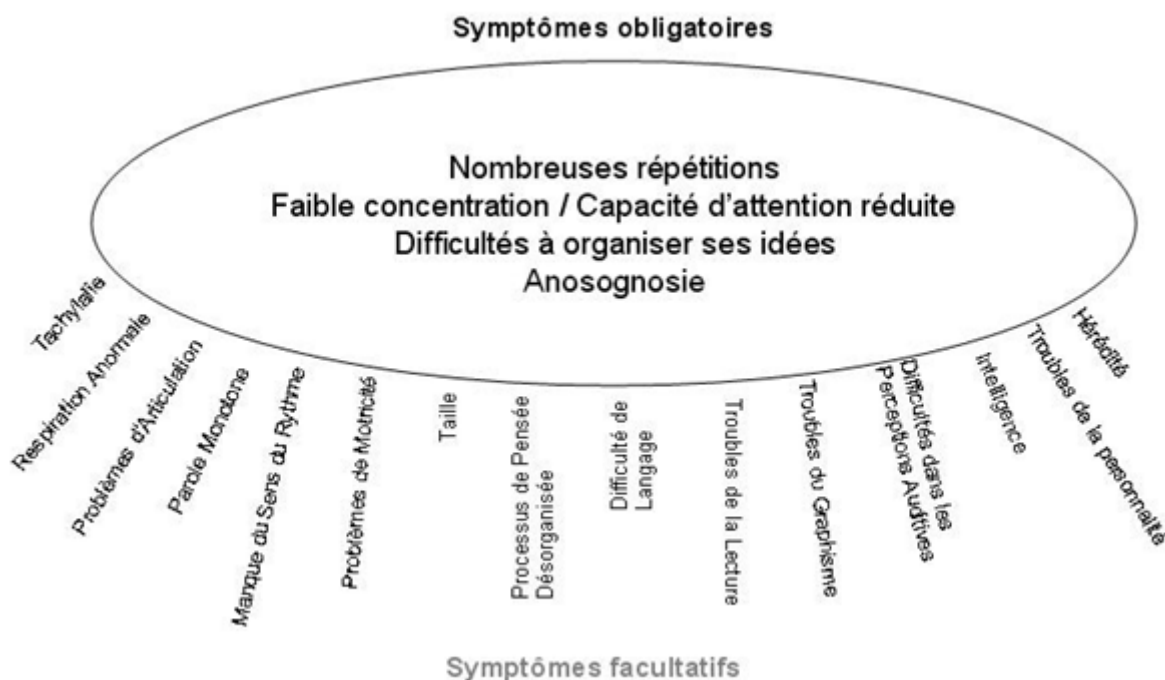 Symptômes obligatoires
Nombreuses répétitions
Faible concentration / Capacité d'attention réduite
Difficultés à organiser ses idées
Anosognosie
Tachylalie
Respiration Anormale
Problèmes d'Articulation
Parole Monotone
Manque du Sens du Rythme
Problèmes de Motricité
Taille
Processus de Pensée
Désorganisée
Difficulté de
Langage
Troubles de la Lecture
Troubles du Graphisme
Difficultés dans les
Perceptions Auditives
Intelligence
Troubles de la personnalité
Hérédité
Symptômes facultatifs